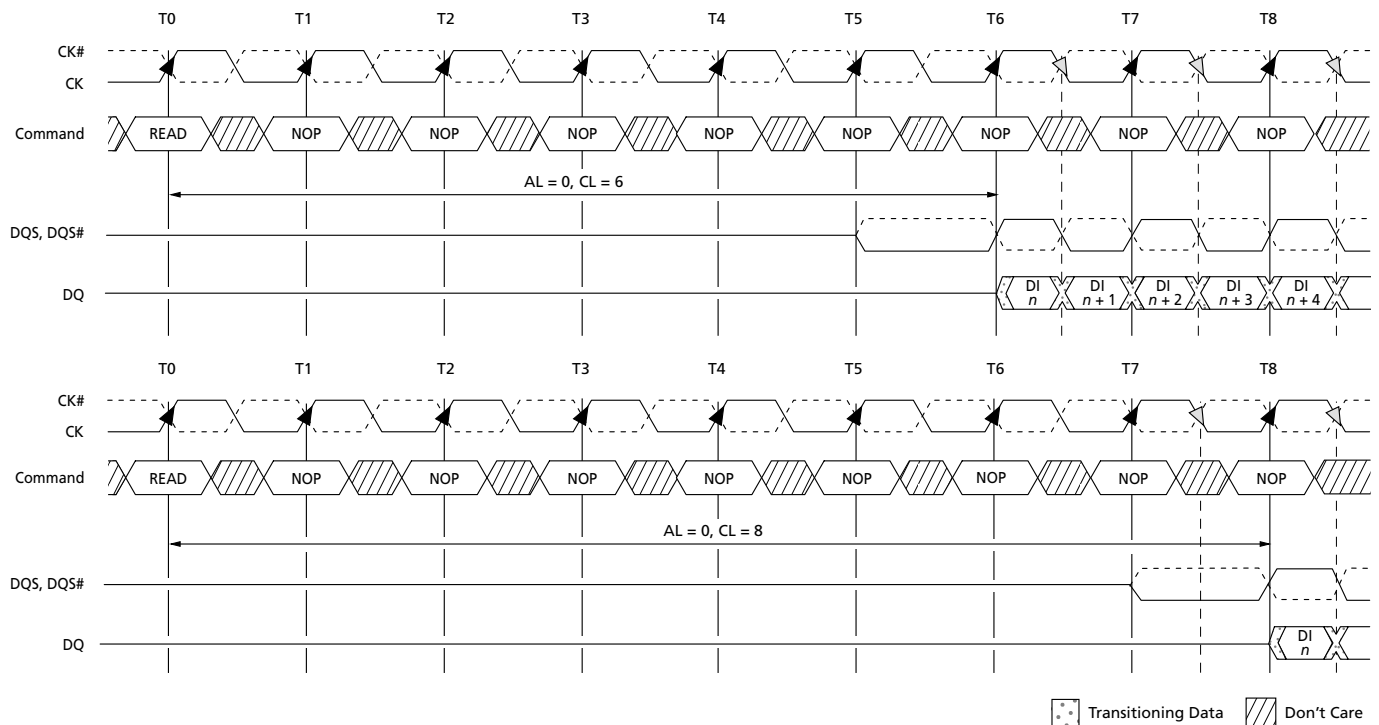 T0 T1 T2 T3 T4 T5 T6 T7 T8
CK#
CK
Command READ NOP NOP NOP NOP NOP NOP NOP NOP
AL = 0, CL = 6
DQS, DQS#
DQ DI n DI n + 1 DI n + 2 DI n + 3 DI n + 4
T0 T1 T2 T3 T4 T5 T6 T7 T8
CK#
CK
Command READ NOP NOP NOP NOP NOP NOP NOP NOP
AL = 0, CL = 8
DQS, DQS#
DQ DI n
Transitioning Data Don't Care